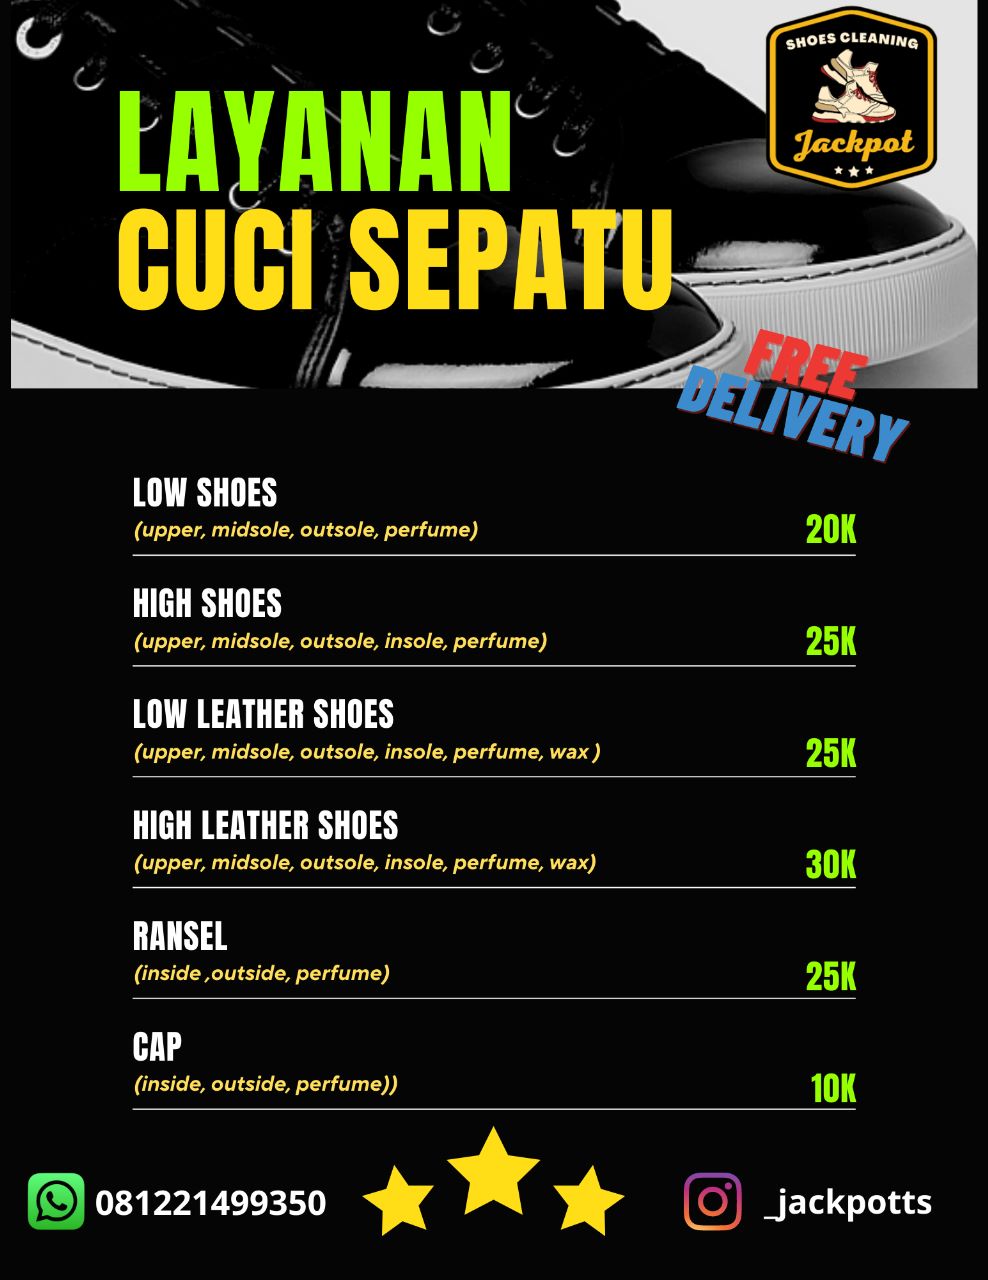 SHOES CLEANING
Jackpot
LAYANAN
CUCI SEPATU
FREE
DELIVERY
LOW SHOES
(upper, midsole, outsole, perfume)
20K
HIGH SHOES
(upper, midsole, outsole, insole, perfume)
25K
LOW LEATHER SHOES
(upper, midsole, outsole, insole, perfume, wax )
25K
HIGH LEATHER SHOES
(upper, midsole, outsole, insole, perfume, wax)
30K
RANSEL
(inside ,outside, perfume)
25K
CAP
(inside, outside, perfume))
10K
081221499350
_jackpotts